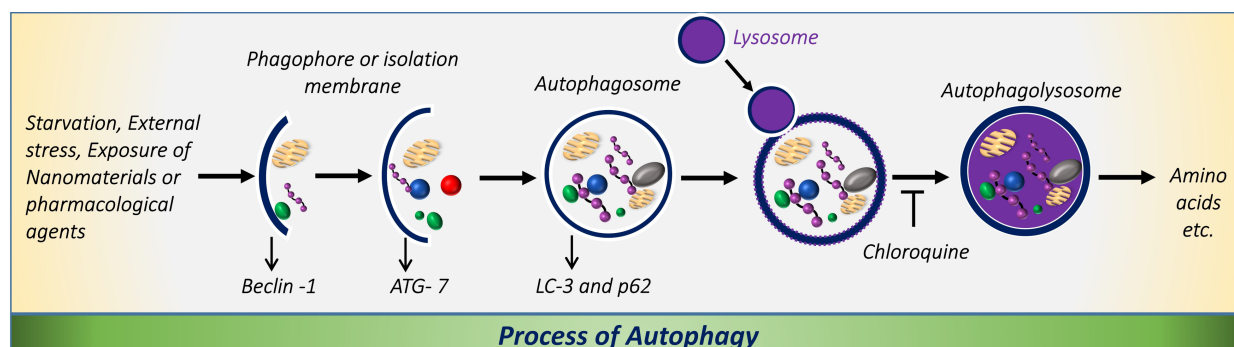 Starvation, External
stress, Exposure of
Nanomaterials or
pharmacological
agents
Phagophore or isolation
membrane
Beclin -1
ATG- 7
Autophagosome
LC-3 and p62
Lysosome
Chloroquine
Autophagolysosome
Amino
acids
etc.
Process of Autophagy